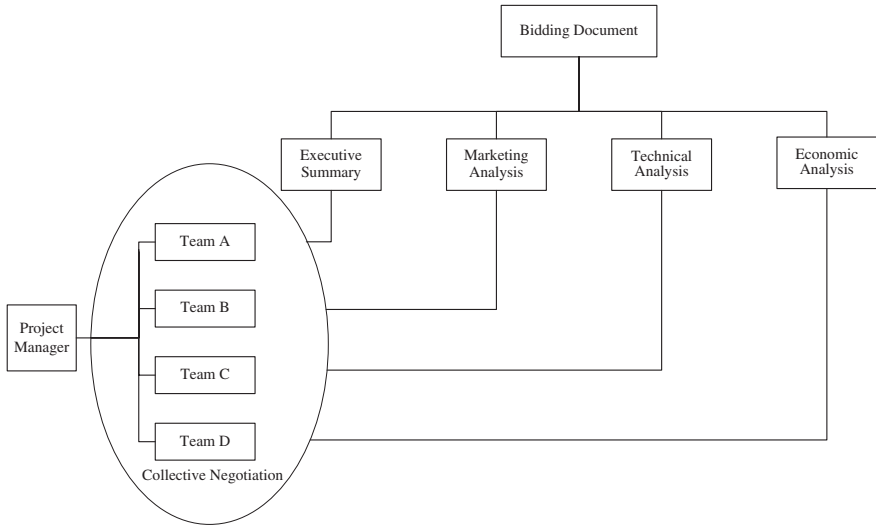 Bidding Document
Executive
Summary
Marketing
Analysis
Technical
Analysis
Economic
Analysis
Team A
Team B
Project
Manager
Team C
Team D
Collective Negotiation